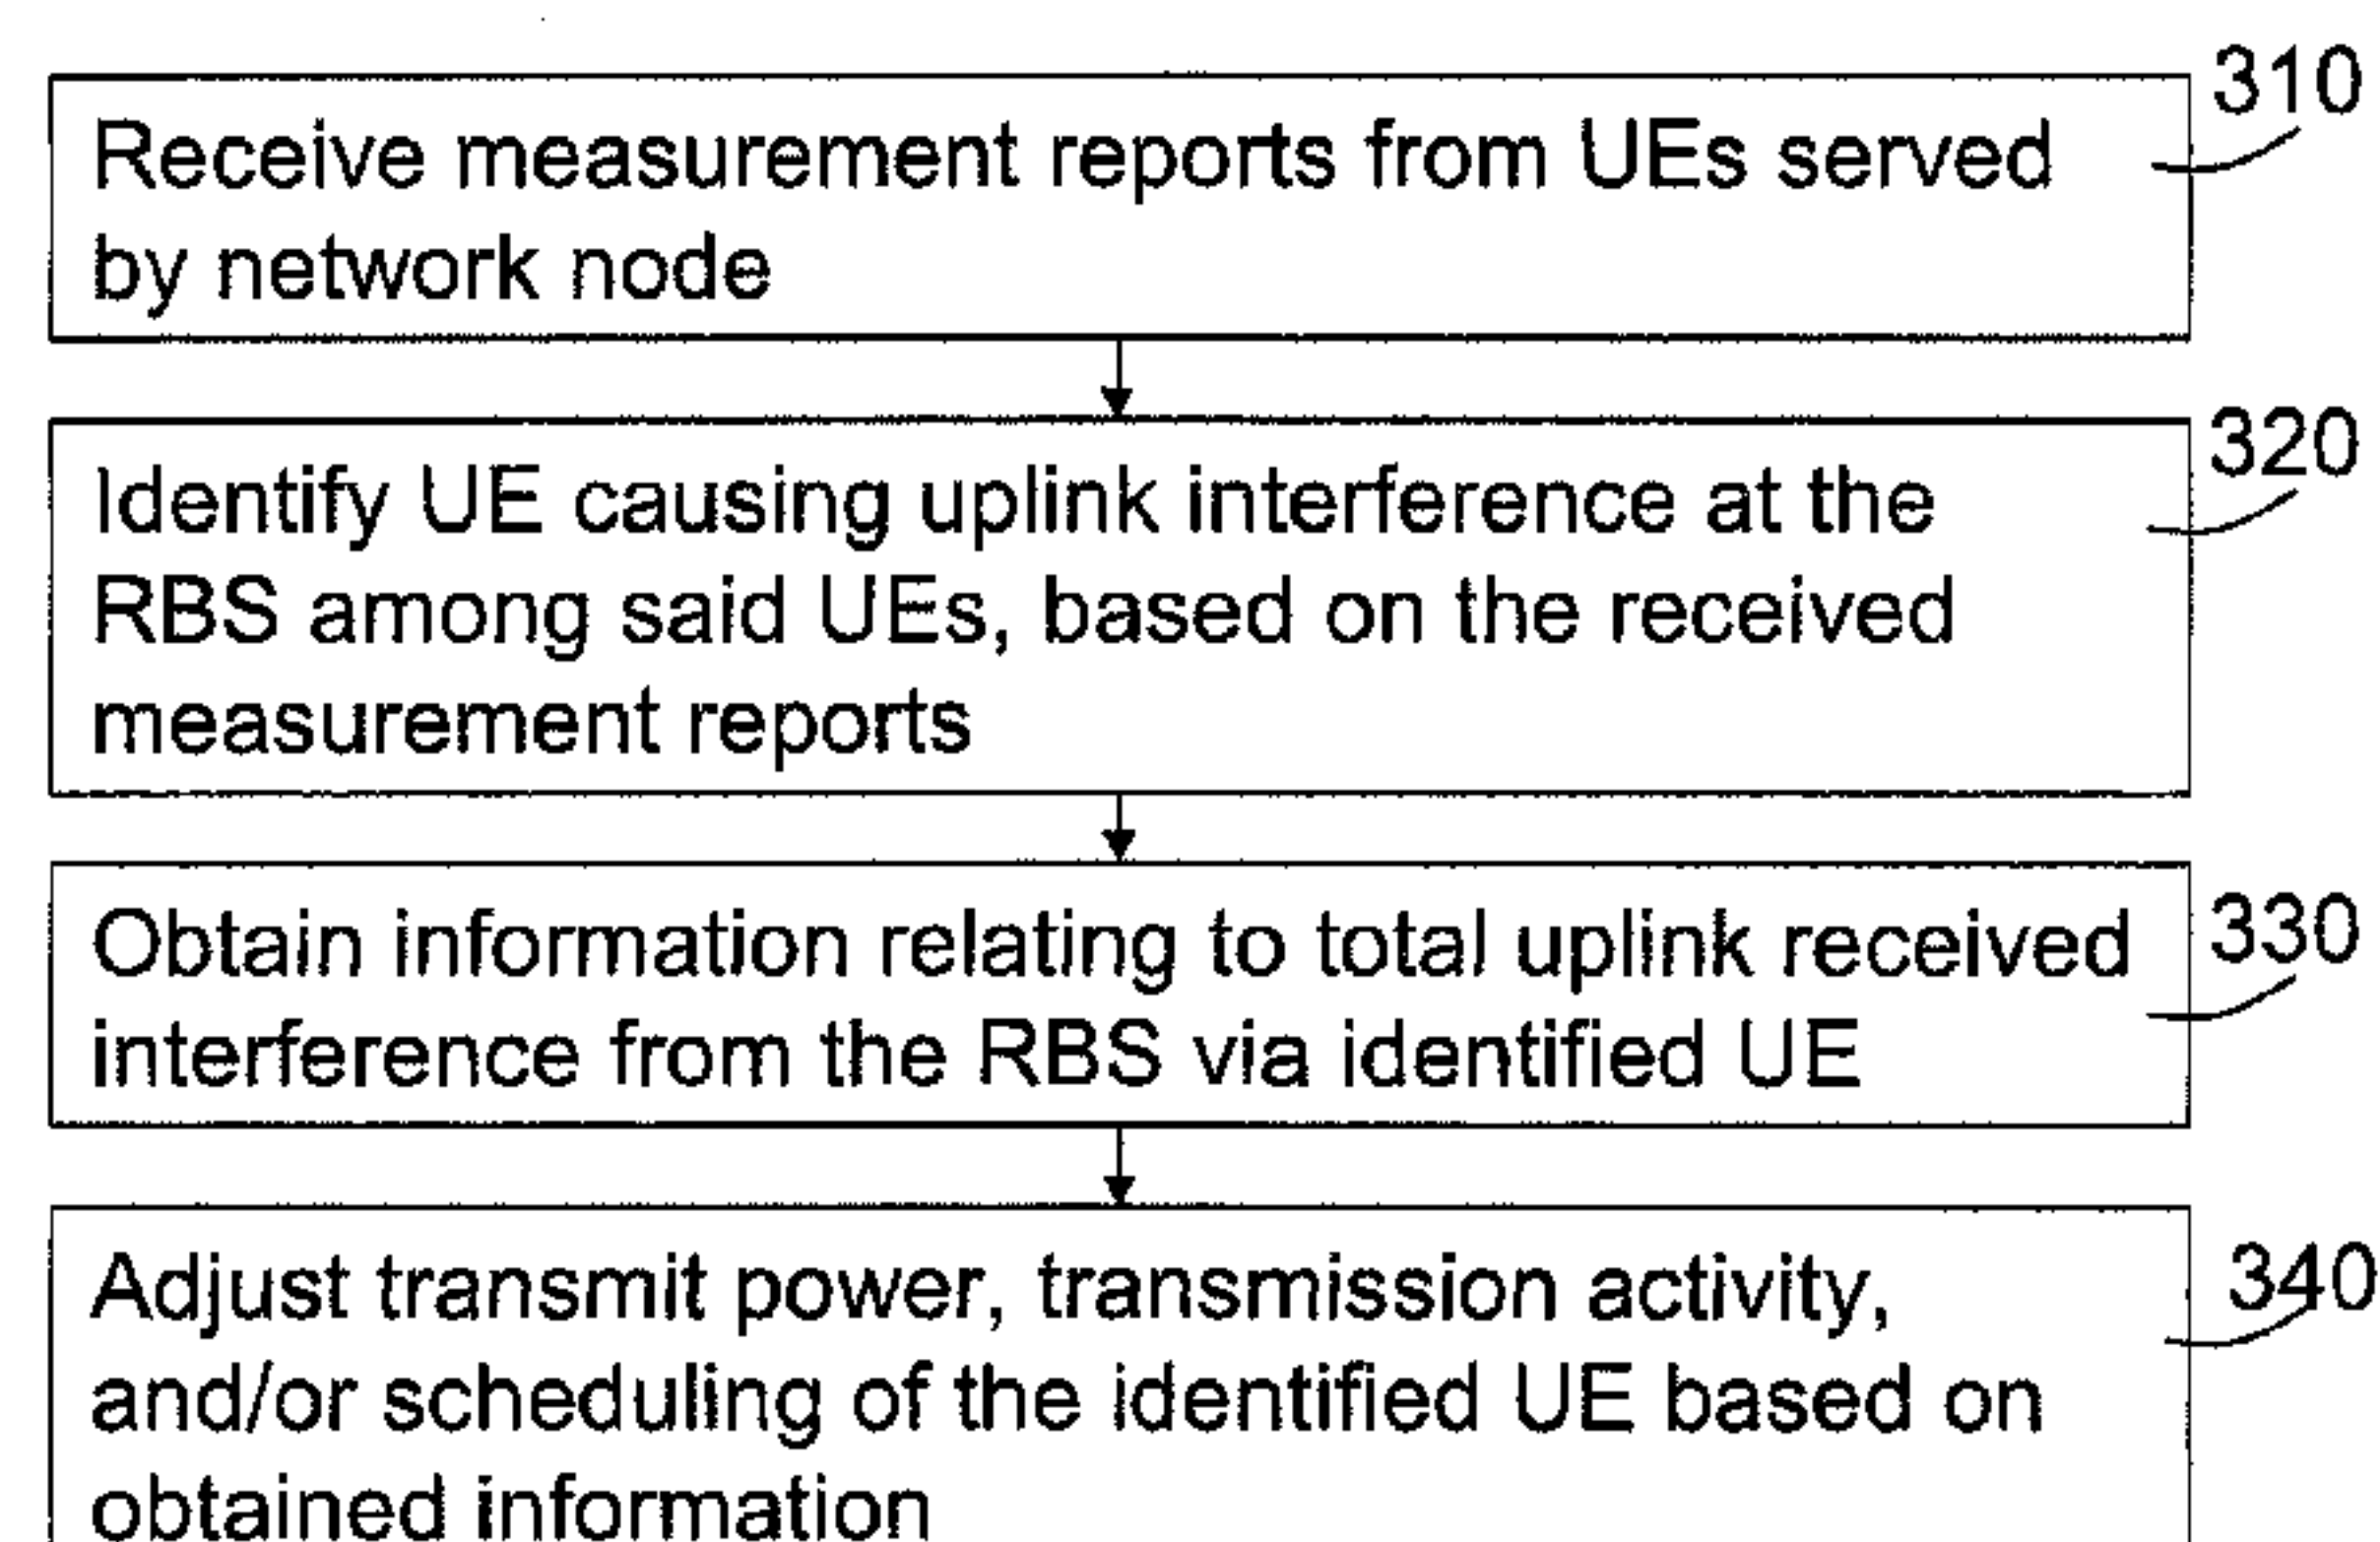 310
Receive measurement reports from UEs served
by network node
320
Identify UE causing uplink interference at the
RBS among said UEs, based on the received
measurement reports
330
Obtain information relating to total uplink received
interference from the RBS via identified UE
340
Adjust transmit power, transmission activity,
and/or scheduling of the identified UE based on
obtained information